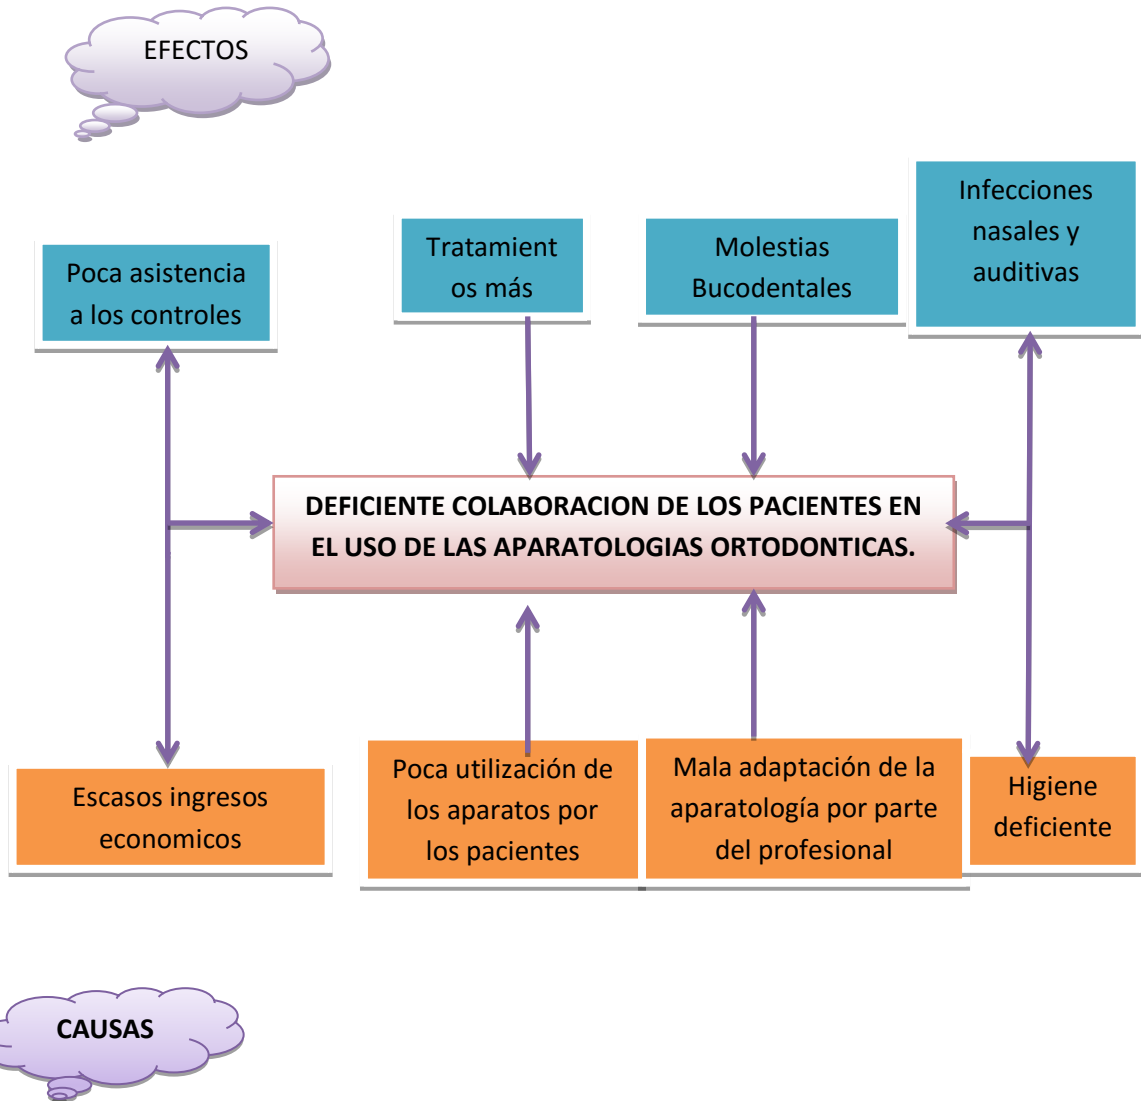 EFECTOS
Infecciones
nasales y
auditivas
Tratamient
os más
Molestias
Bucodentales
Poca asistencia
a los controles
DEFICIENTE COLABORACION DE LOS PACIENTES EN
EL USO DE LAS APARATOLOGIAS ORTODONTICAS.
Escasos ingresos
economicos
Poca utilización de
los aparatos por
los pacientes
Mala adaptación de la
aparatología por parte
del profesional
Higiene
deficiente
CAUSAS